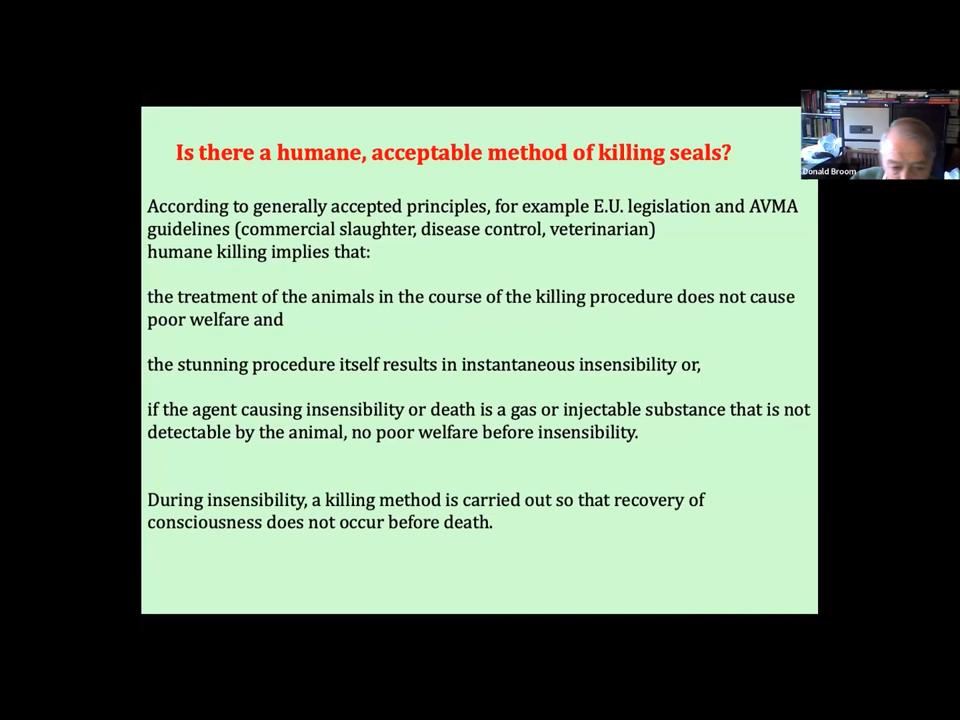 Is there a humane, acceptable method of killing seals?
Donald Broom
According to generally accepted principles, for example E.U. legislation and AVMA
guidelines (commercial slaughter, disease control, veterinarian)
humane killing implies that:
the treatment of the animals in the course of the killing procedure does not cause
poor welfare and
the stunning procedure itself results in instantaneous insensibility or,
if the agent causing insensibility or death is a gas or injectable substance that is not
detectable by the animal, no poor welfare before insensibility.
During insensibility, a killing method is carried out so that recovery of
consciousness does not occur before death.